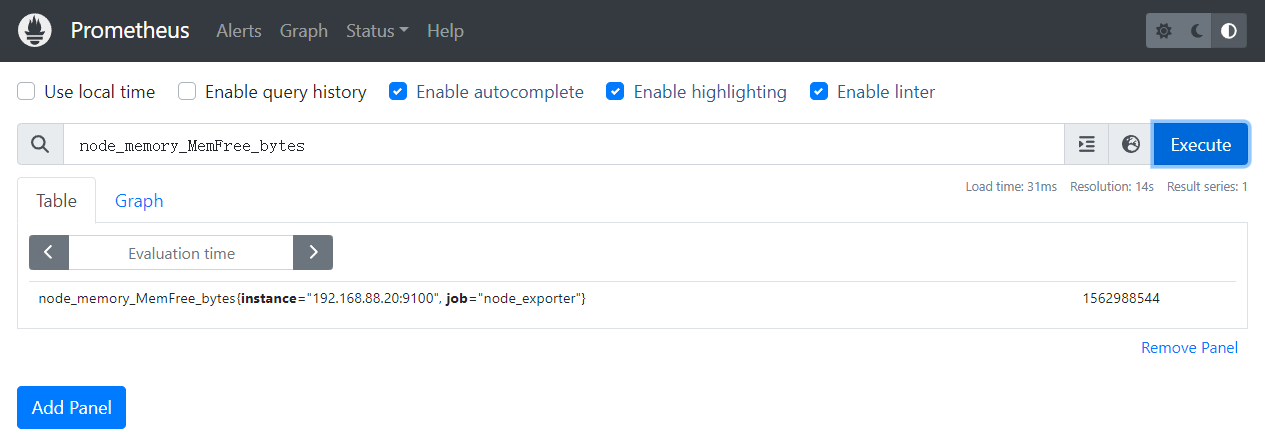 Prometheus Alerts Graph Status Help
Use local time Enable query history Enable autocomplete Enable highlighting Enable linter
node_memory_MemFree_bytes Execute
Table Graph Load time: 31ms Resolution: 14s Result series: 1
Evaluation time
node_memory_MemFree_bytes{instance="192.168.88.20:9100", job="node_exporter"} 1562988544
Remove Panel
Add Panel